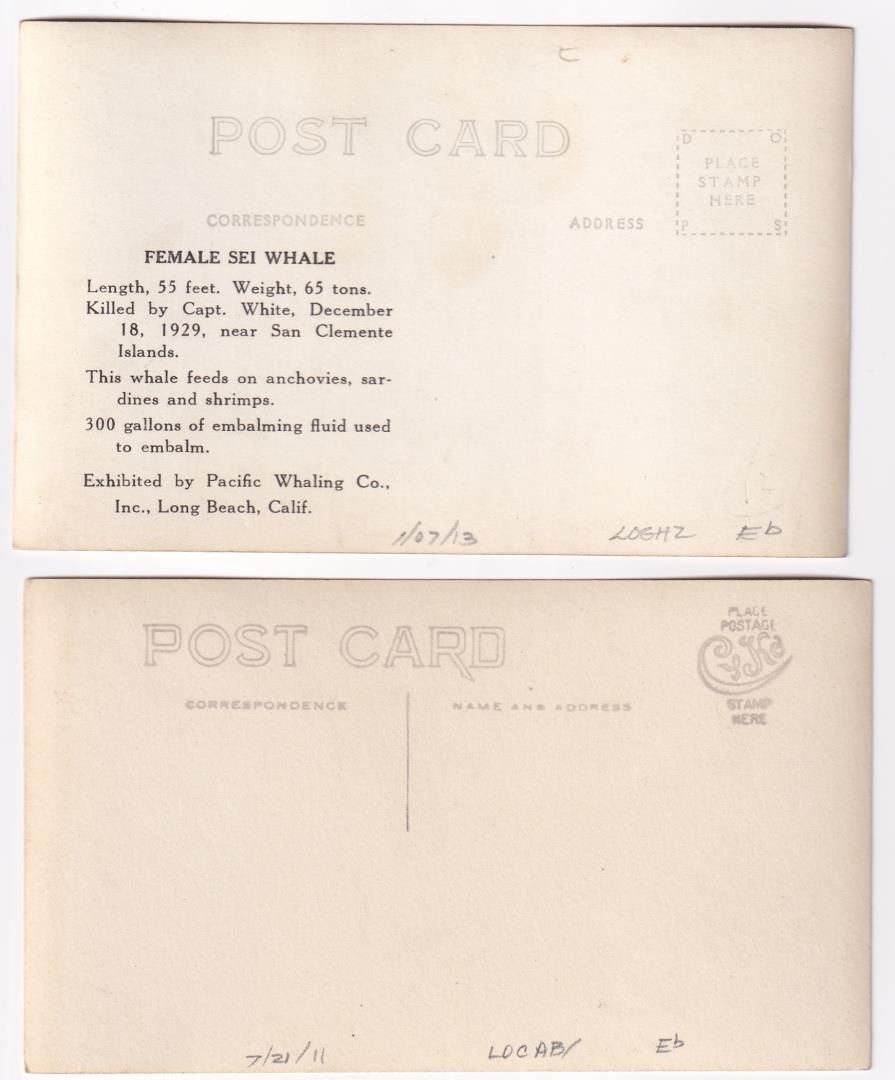 POST CARD
D O
PLACE
STAMP
HERE
P S
CORRESPONDENCE
ADDRESS
FEMALE SEI WHALE
Length, 55 feet. Weight, 65 tons.
Killed by Capt. White, December
18, 1929, near San Clemente
Islands.
This whale feeds on anchovies, sar-
dines and shrimps.
300 gallons of embalming fluid used
to embalm.
Exhibited by Pacific Whaling Co.,
Inc., Long Beach, Calif.
1/07/13
Eb
POST CARD
PLACE
POSTAGE
STAMP
HERE
CORRESPONDENCE
NAME AND ADDRESS
7/21/11
Eb